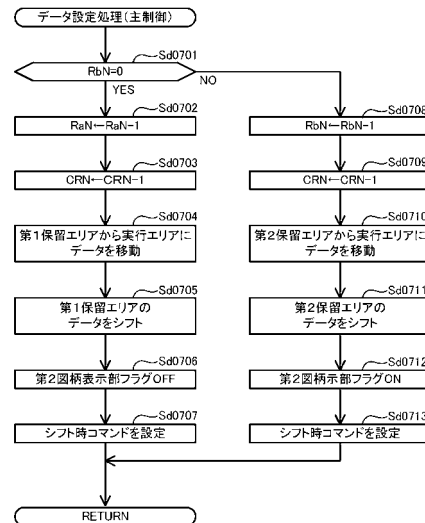 データ設定処理(主制御)
Sd0701
RbN=0
YES
NO
Sd0702
RaN←RaN-1
Sd0703
CRN←CRN-1
Sd0704
第1保留エリアから実行エリアに
データを移動
Sd0705
第1保留エリアの
データをシフト
Sd0706
第2図柄表示部フラグOFF
Sd0707
シフト時コマンドを設定
Sd0708
RbN←RbN-1
Sd0709
CRN←CRN-1
Sd0710
第2保留エリアから実行エリアに
データを移動
Sd0711
第2保留エリアの
データをシフト
Sd0712
第2図柄示部フラグON
Sd0713
シフト時コマンドを設定
RETURN